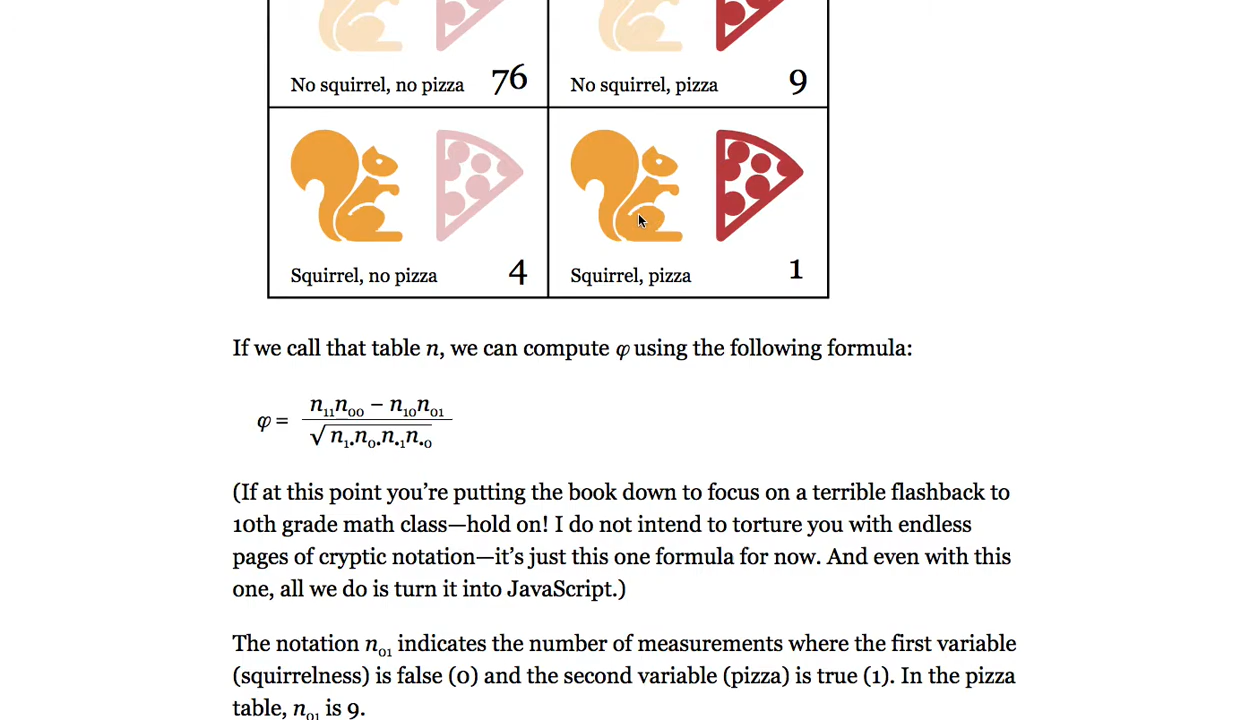 No squirrel, no pizza 76
No squirrel, pizza 9
Squirrel, no pizza 4
Squirrel, pizza 1
If we call that table n, we can compute φ using the following formula:
φ =
n₁₁n₀₀ − n₁₀n₀₁
√n₁•n₀•n•₁n•₀
(If at this point you’re putting the book down to focus on a terrible flashback to
10th grade math class—hold on! I do not intend to torture you with endless
pages of cryptic notation—it’s just this one formula for now. And even with this
one, all we do is turn it into JavaScript.)
The notation n₀₁ indicates the number of measurements where the first variable
(squirrelness) is false (0) and the second variable (pizza) is true (1). In the pizza
table, n₀₁ is 9.